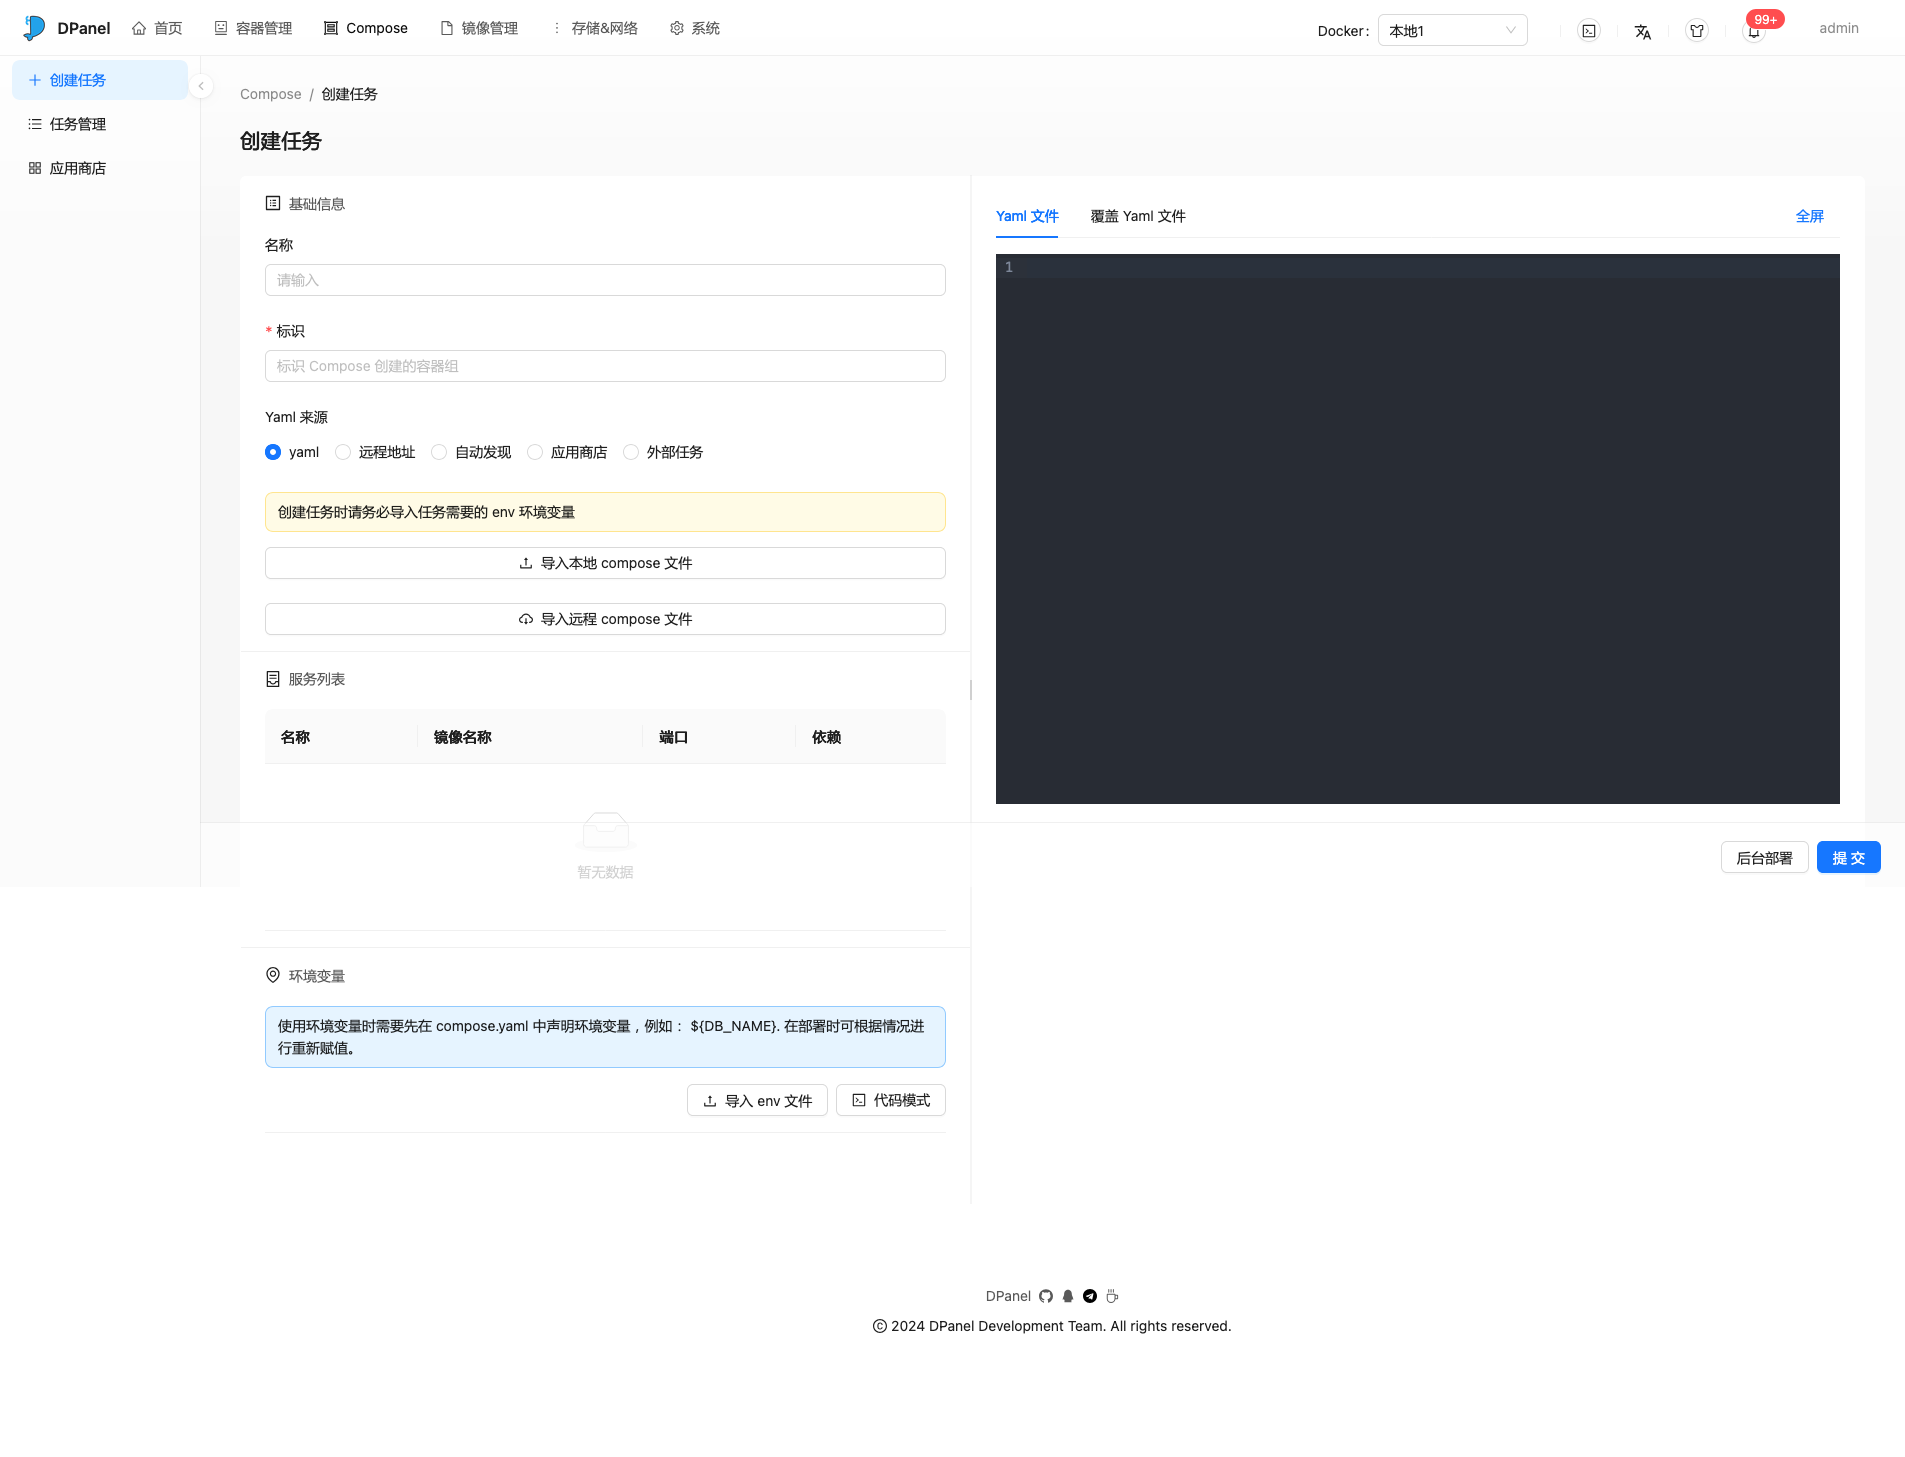 DPanel
首页
容器管理
Compose
镜像管理
存储&网络
系统
Docker:
本地1
99+
admin
创建任务
任务管理
应用商店
Compose / 创建任务
创建任务
基础信息
名称
请输入
* 标识
标识 Compose 创建的容器组
Yaml 来源
yaml
远程地址
自动发现
应用商店
外部任务
创建任务时请务必导入任务需要的 env 环境变量
导入本地 compose 文件
导入远程 compose 文件
服务列表
名称
镜像名称
端口
依赖
暂无数据
环境变量
使用环境变量时需要先在 compose.yaml 中声明环境变量，例如： ${DB_NAME}. 在部署时可根据情况进
行重新赋值。
导入 env 文件
代码模式
Yaml 文件
覆盖 Yaml 文件
全屏
1
后台部署
提 交
DPanel
© 2024 DPanel Development Team. All rights reserved.